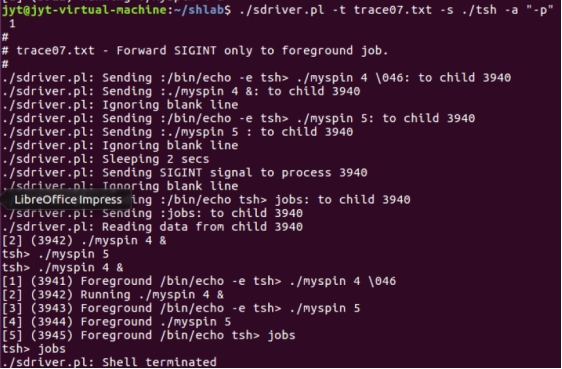 jyt@jyt-virtual-machine:~/shlab$ ./sdriver.pl -t trace07.txt -s ./tsh -a "-p"
1
#
# trace07.txt - Forward SIGINT only to foreground job.
#
./sdriver.pl: Sending :/bin/echo -e tsh> ./myspin 4 \046: to child 3940
./sdriver.pl: Sending :./myspin 4 &: to child 3940
./sdriver.pl: Ignoring blank line
./sdriver.pl: Sending :/bin/echo -e tsh> ./myspin 5: to child 3940
./sdriver.pl: Sending :./myspin 5 : to child 3940
./sdriver.pl: Ignoring blank line
./sdriver.pl: Sleeping 2 secs
./sdriver.pl: Sending SIGINT signal to process 3940
./sdriver.pl: Ignoring blank line
LibreOffice Impress ing :/bin/echo tsh> jobs: to child 3940
./sdriver.pl: Sending :jobs: to child 3940
./sdriver.pl: Reading data from child 3940
[2] (3942) ./myspin 4 &
tsh> ./myspin 5
tsh> ./myspin 4 &
[1] (3941) Foreground /bin/echo -e tsh> ./myspin 4 \046
[2] (3942) Running ./myspin 4 &
[3] (3943) Foreground /bin/echo -e tsh> ./myspin 5
[4] (3944) Foreground ./myspin 5
[5] (3945) Foreground /bin/echo tsh> jobs
tsh> jobs
./sdriver.pl: Shell terminated